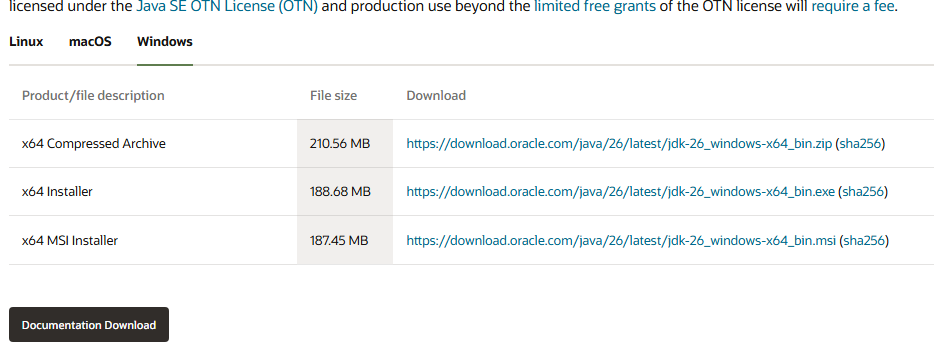 licensed under the Java SE OTN License (OTN) and production use beyond the limited free grants of the OTN license will require a fee.
Linux macOS Windows
Product/file description File size Download
x64 Compressed Archive 210.56 MB https://download.oracle.com/java/26/latest/jdk-26_windows-x64_bin.zip (sha256)
x64 Installer 188.68 MB https://download.oracle.com/java/26/latest/jdk-26_windows-x64_bin.exe (sha256)
x64 MSI Installer 187.45 MB https://download.oracle.com/java/26/latest/jdk-26_windows-x64_bin.msi (sha256)
Documentation Download